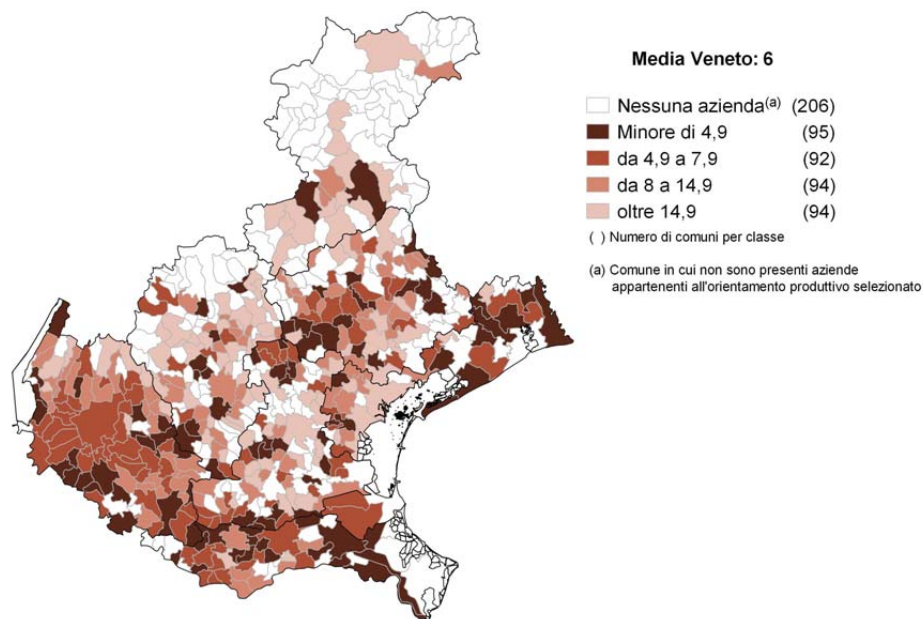 Media Veneto: 6
Nessuna azienda(a) (206)
Minore di 4,9 (95)
da 4,9 a 7,9 (92)
da 8 a 14,9 (94)
oltre 14,9 (94)
( ) Numero di comuni per classe
(a) Comune in cui non sono presenti aziende
appartenenti all'orientamento produttivo selezionato